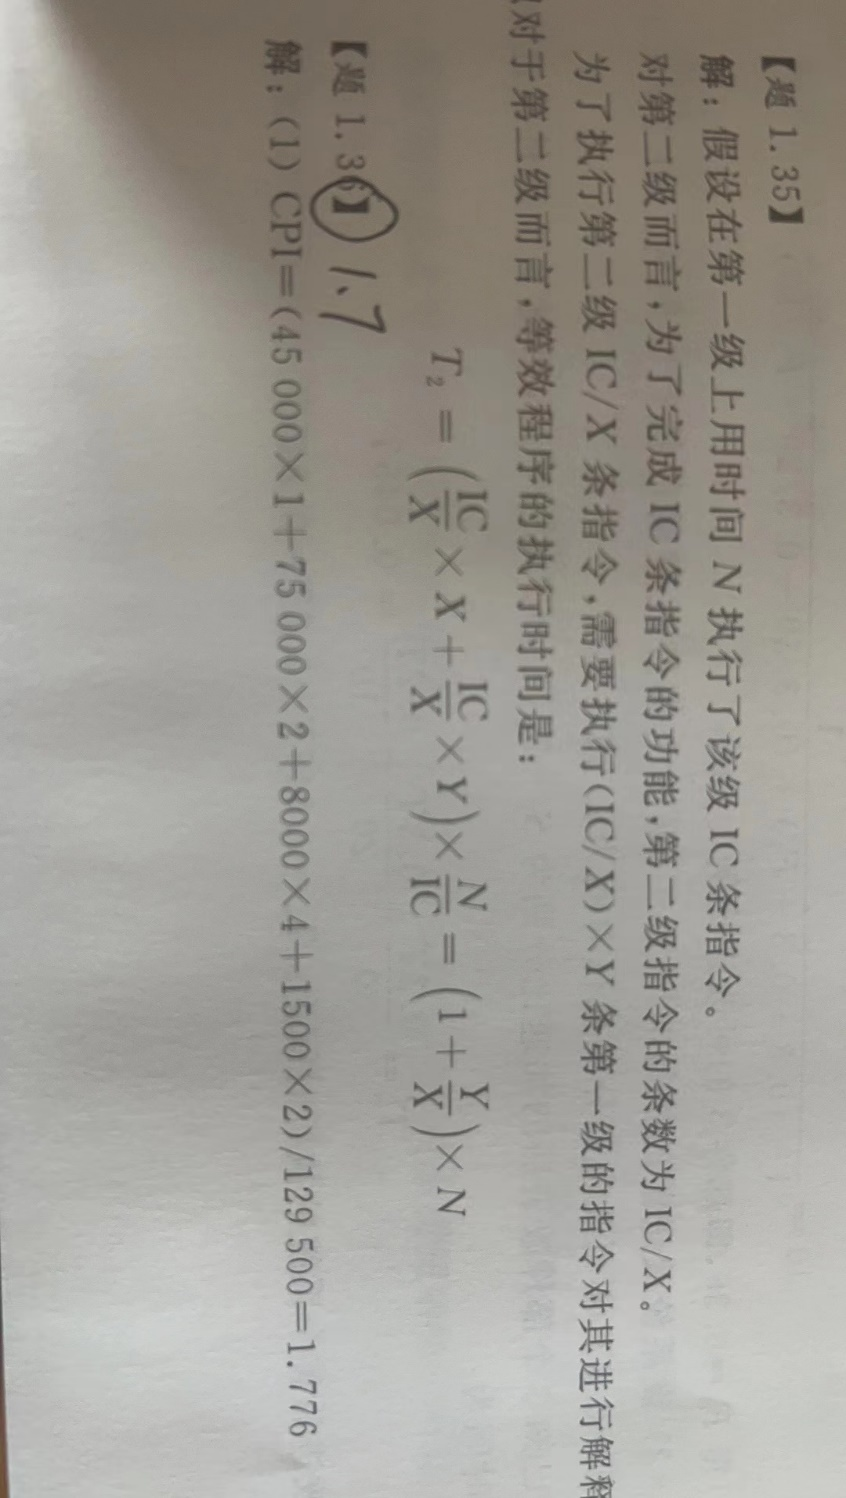 【题 1.35】
解：假设在第一级上用时间 N 执行了该级 IC 条指令。
对第二级而言，为了完成 IC 条指令的功能，第二级指令的条数为 IC/X。
为了执行第二级 IC/X 条指令，需要执行(IC/X)×Y 条第一级的指令对其进行解释
对于第二级而言，等效程序的执行时间是：
T₂ = (IC/X × X + IC/X × Y) × N/IC = (1 + Y/X) × N
【题 1.36】 1、7
解：(1) CPI=(45 000×1+75 000×2+8000×4+1500×2)/129 500=1.776